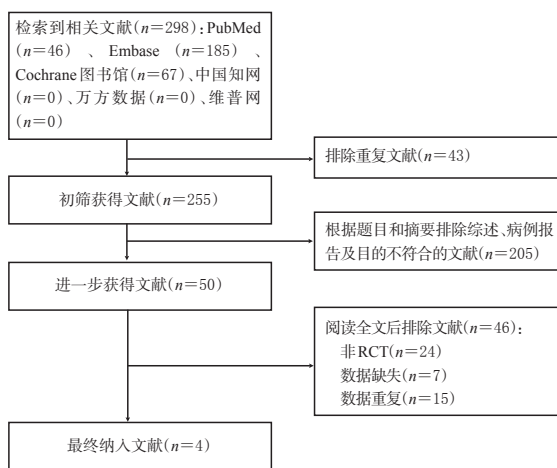 检索到相关文献(n=298)：PubMed
(n=46)、Embase (n=185)、
Cochrane图书馆(n=67)、中国知网
(n=0)、万方数据(n=0)、维普网
(n=0)
排除重复文献(n=43)
初筛获得文献(n=255)
根据题目和摘要排除综述、病例报
告及目的不符合的文献(n=205)
进一步获得文献(n=50)
阅读全文后排除文献(n=46)：
非RCT(n=24)
数据缺失(n=7)
数据重复(n=15)
最终纳入文献(n=4)